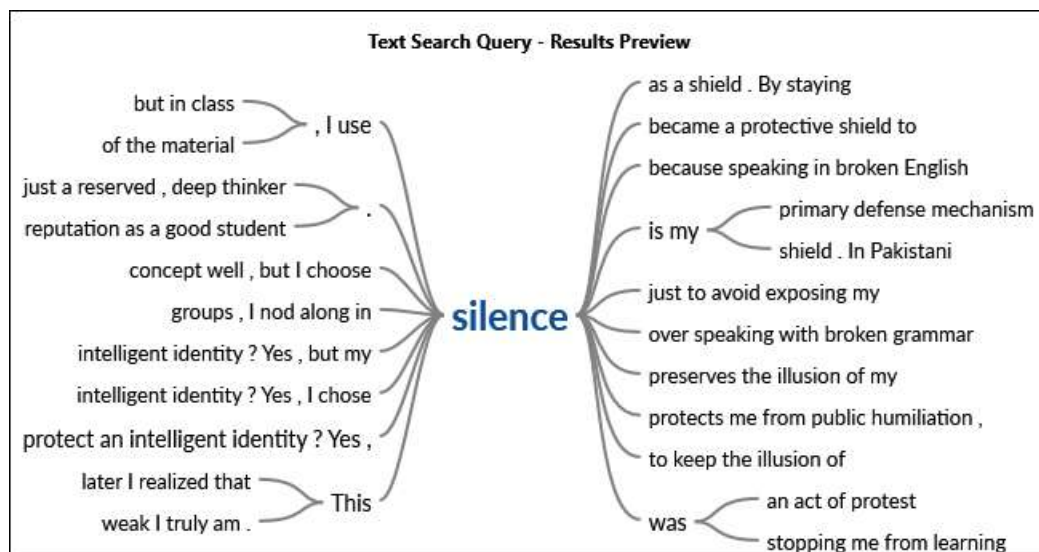 Text Search Query - Results Preview
but in class
of the material
, I use
just a reserved , deep thinker
reputation as a good student
.
concept well , but I choose
groups , I nod along in
intelligent identity ? Yes , but my
intelligent identity ? Yes , I chose
protect an intelligent identity ? Yes ,
later I realized that
weak I truly am .
This
silence
as a shield . By staying
became a protective shield to
because speaking in broken English
is my
primary defense mechanism
shield . In Pakistani
just to avoid exposing my
over speaking with broken grammar
preserves the illusion of my
protects me from public humiliation ,
to keep the illusion of
was
an act of protest
stopping me from learning